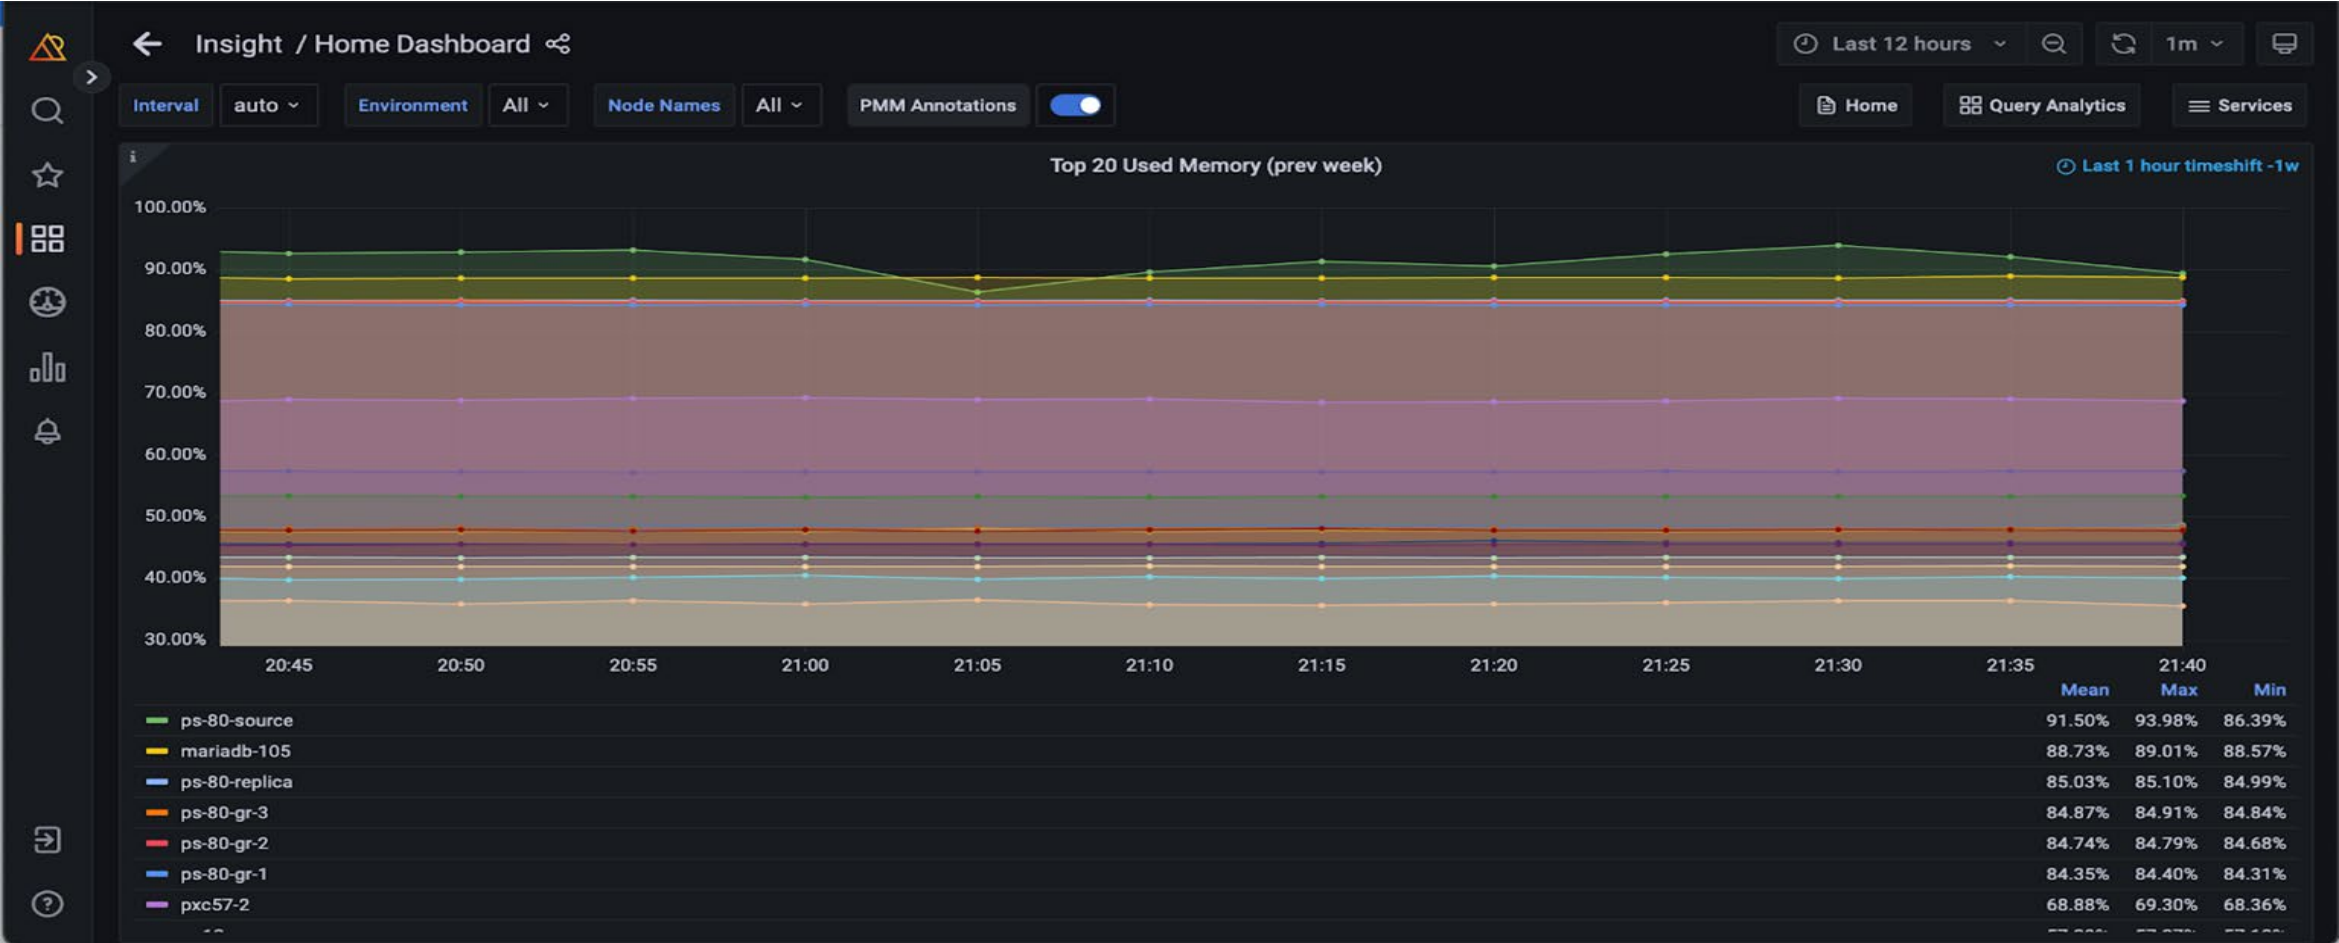 Insight / Home Dashboard
Last 12 hours
1m
Interval auto Environment All Node Names All PMM Annotations
Home Query Analytics Services
Top 20 Used Memory (prev week)
Last 1 hour timeshift -1w
100.00%
90.00%
80.00%
70.00%
60.00%
50.00%
40.00%
30.00%
20:45 20:50 20:55 21:00 21:05 21:10 21:15 21:20 21:25 21:30 21:35 21:40
Mean Max Min
ps-80-source 91.50% 93.98% 86.39%
mariadb-105 88.73% 89.01% 88.57%
ps-80-replica 85.03% 85.10% 84.99%
ps-80-gr-3 84.87% 84.91% 84.84%
ps-80-gr-2 84.74% 84.79% 84.68%
ps-80-gr-1 84.35% 84.40% 84.31%
pxc57-2 68.88% 69.30% 68.36%